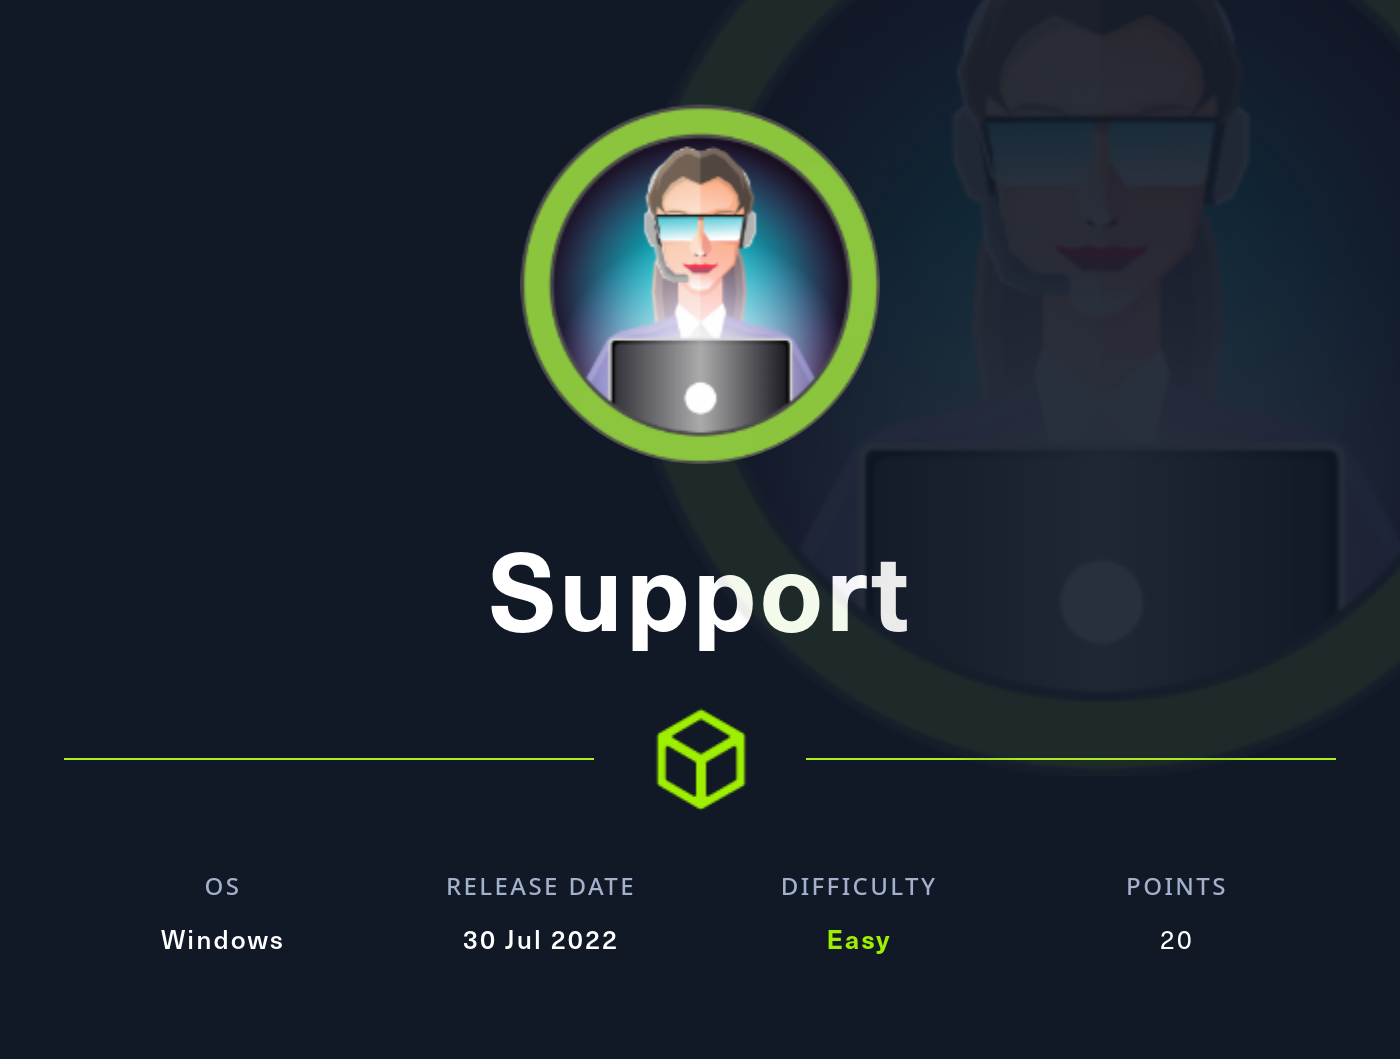 Support
OS
RELEASE DATE
DIFFICULTY
POINTS
Windows
30 Jul 2022
Easy
20